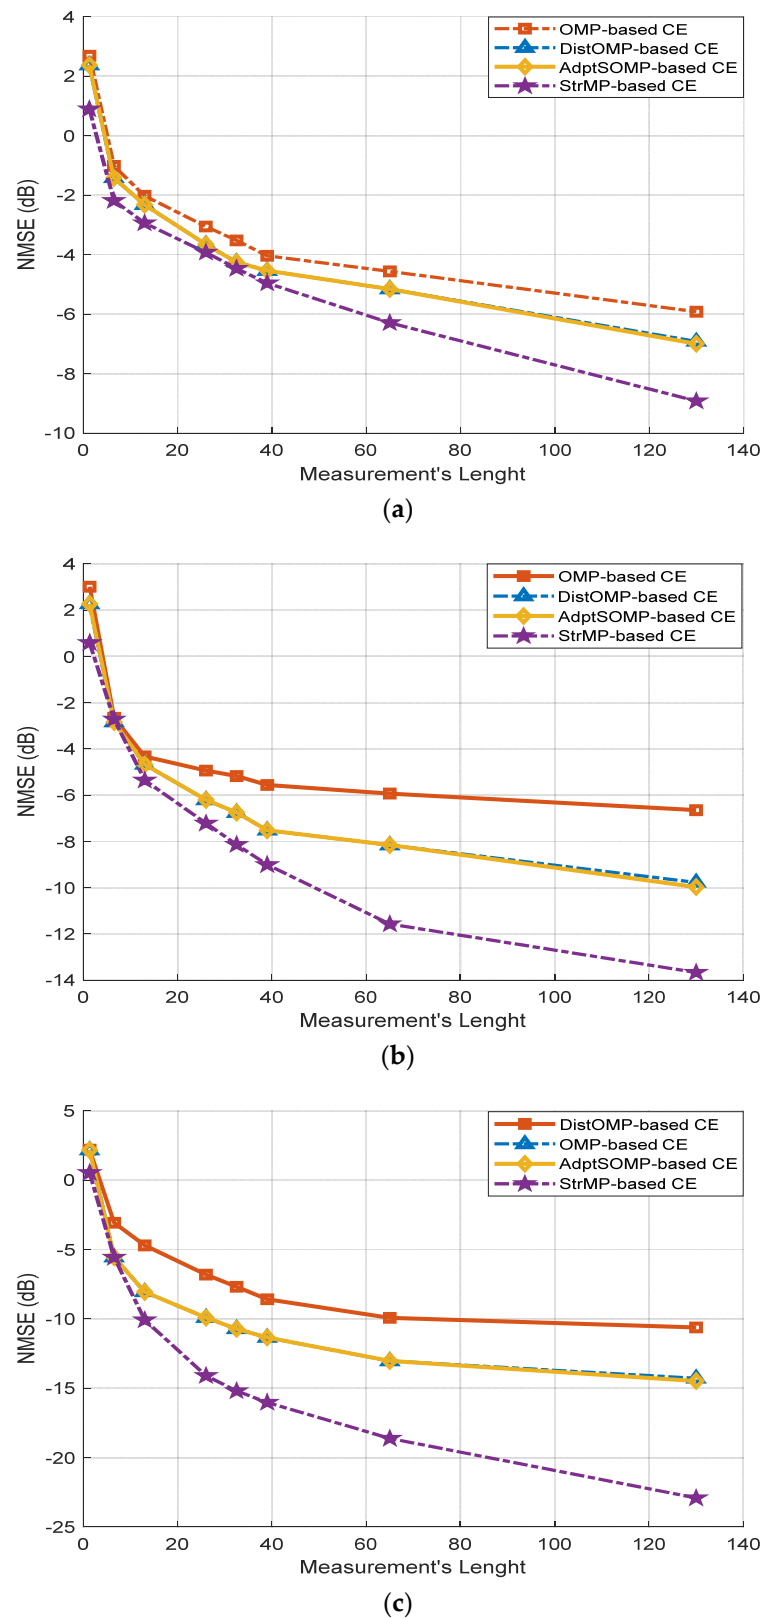 4
2
0
-2
-4
-6
-8
-10
NMSE (dB)
OMP-based CE
DistOMP-based CE
AdptSOMP-based CE
StrMP-based CE
0 20 40 60 80 100 120 140
Measurement's Lenght
(a)
4
2
0
-2
-4
-6
-8
-10
-12
-14
NMSE (dB)
OMP-based CE
DistOMP-based CE
AdptSOMP-based CE
StrMP-based CE
0 20 40 60 80 100 120 140
Measurement's Lenght
(b)
5
0
-5
-10
-15
-20
-25
NMSE (dB)
DistOMP-based CE
OMP-based CE
AdptSOMP-based CE
StrMP-based CE
0 20 40 60 80 100 120 140
Measurement's Lenght
(c)